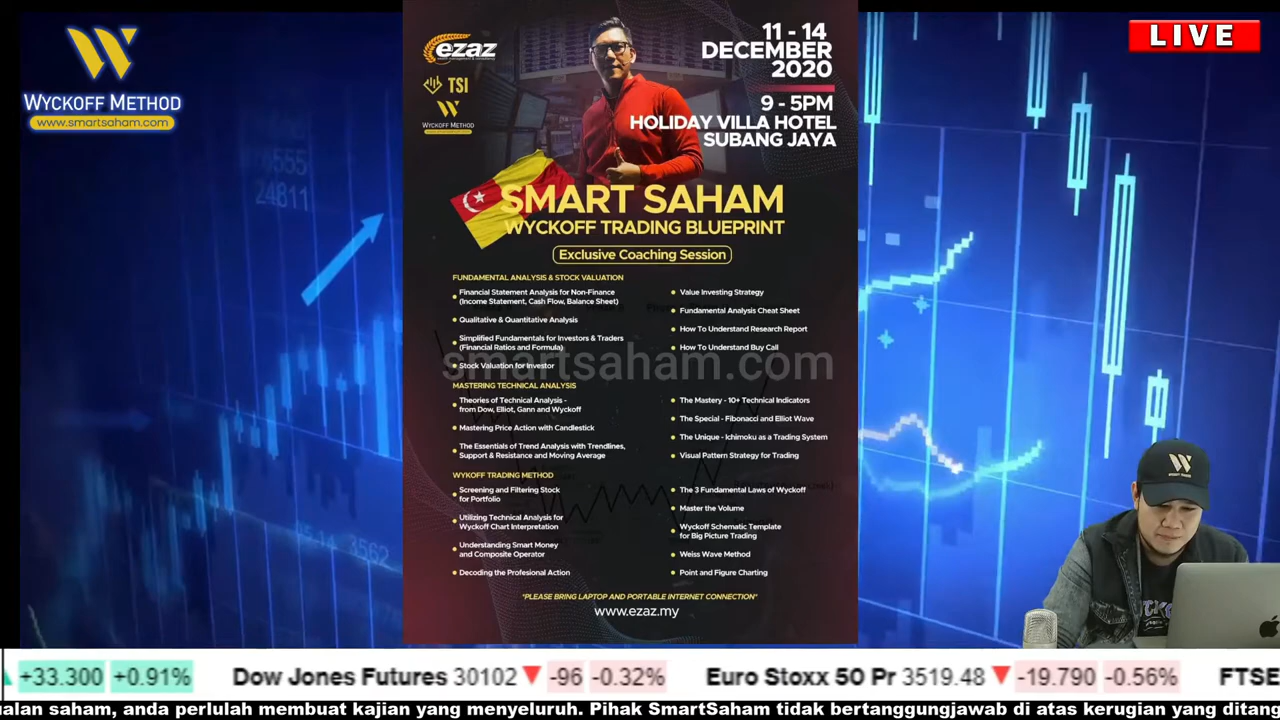 WYCKOFF METHOD
www.smartsaham.com
LIVE
ezaz
TSI
WYCKOFF METHOD
11 - 14
DECEMBER
2020
9 - 5PM
HOLIDAY VILLA HOTEL
SUBANG JAYA
SMART SAHAM
WYCKOFF TRADING BLUEPRINT
Exclusive Coaching Session
FUNDAMENTAL ANALYSIS & STOCK VALUATION
Financial Statement Analysis for Non-Finance
(Income Statement, Cash Flow, Balance Sheet)
Qualitative & Quantitative Analysis
Simplified Fundamentals for Investors & Traders
(Financial Ratios and Formula)
Stock Valuation for Investor
Value Investing Strategy
Fundamental Analysis Cheat Sheet
How To Understand Research Report
How To Understand Buy Call
smartsaham.com
MASTERING TECHNICAL ANALYSIS
Theories of Technical Analysis -
from Dow, Elliot, Gann and Wyckoff
Mastering Price Action with Candlestick
The Essentials of Trend Analysis with Trendlines,
Support & Resistance and Moving Average
The Mastery - 10+ Technical Indicators
The Special - Fibonacci and Elliot Wave
The Unique - Ichimoku as a Trading System
Visual Pattern Strategy for Trading
WYKOFF TRADING METHOD
Screening and Filtering Stock
for Portfolio
Utilizing Technical Analysis for
Wyckoff Chart Interpretation
Understanding Smart Money
and Composite Operator
Decoding the Profesional Action
The 3 Fundamental Laws of Wyckoff
Master the Volume
Wyckoff Schematic Template
for Big Picture Trading
Weiss Wave Method
Point and Figure Charting
"PLEASE BRING LAPTOP AND PORTABLE INTERNET CONNECTION"
www.ezaz.my
24811
3562
+33.300 +0.91% Dow Jones Futures 30102 -96 -0.32% Euro Stoxx 50 Pr 3519.48 -19.790 -0.56% FTSE
ualan saham, anda perlulah membuat kajian yang menyeluruh. Pihak SmartSaham tidak bertanggungjawab di atas kerugian yang ditang